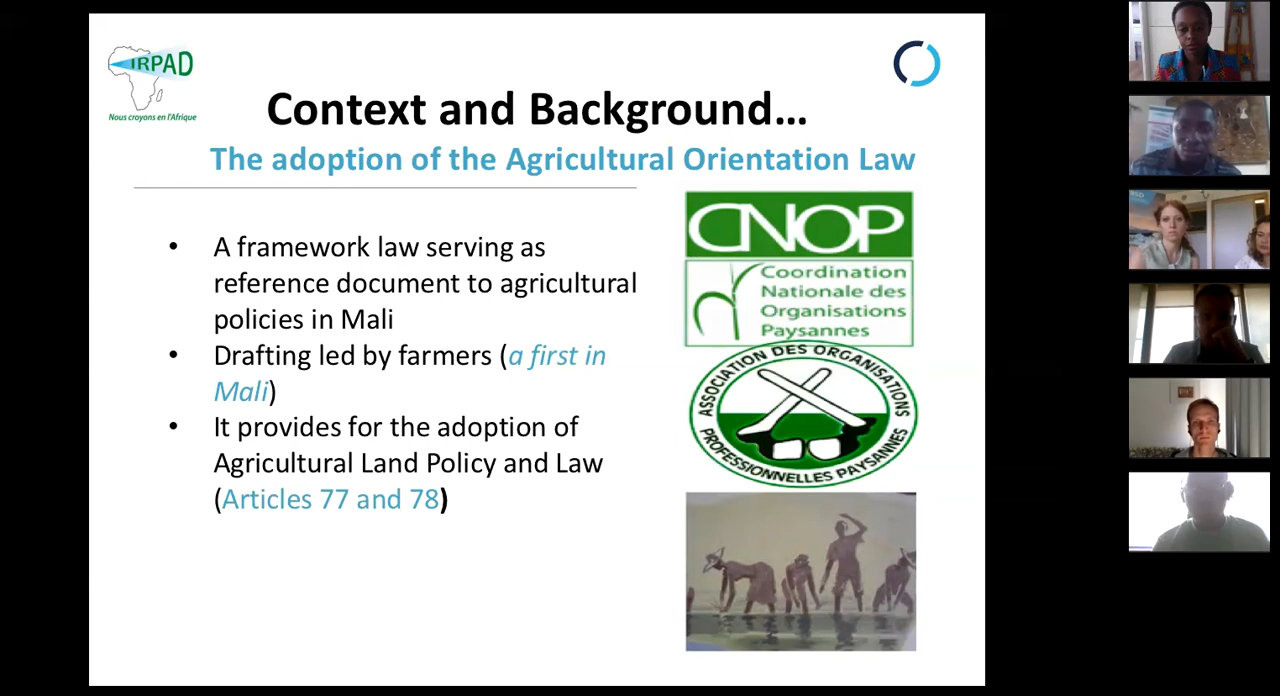 IRPAD
Nous croyons en l'Afrique
Context and Background...
The adoption of the Agricultural Orientation Law
• A framework law serving as
reference document to agricultural
policies in Mali
• Drafting led by farmers (a first in
Mali)
• It provides for the adoption of
Agricultural Land Policy and Law
(Articles 77 and 78)
CNOP
Coordination
Nationale des
Organisations
Paysannes
ASSOCIATION DES ORGANISATIONS
PROFESSIONNELLES PAYSANNES